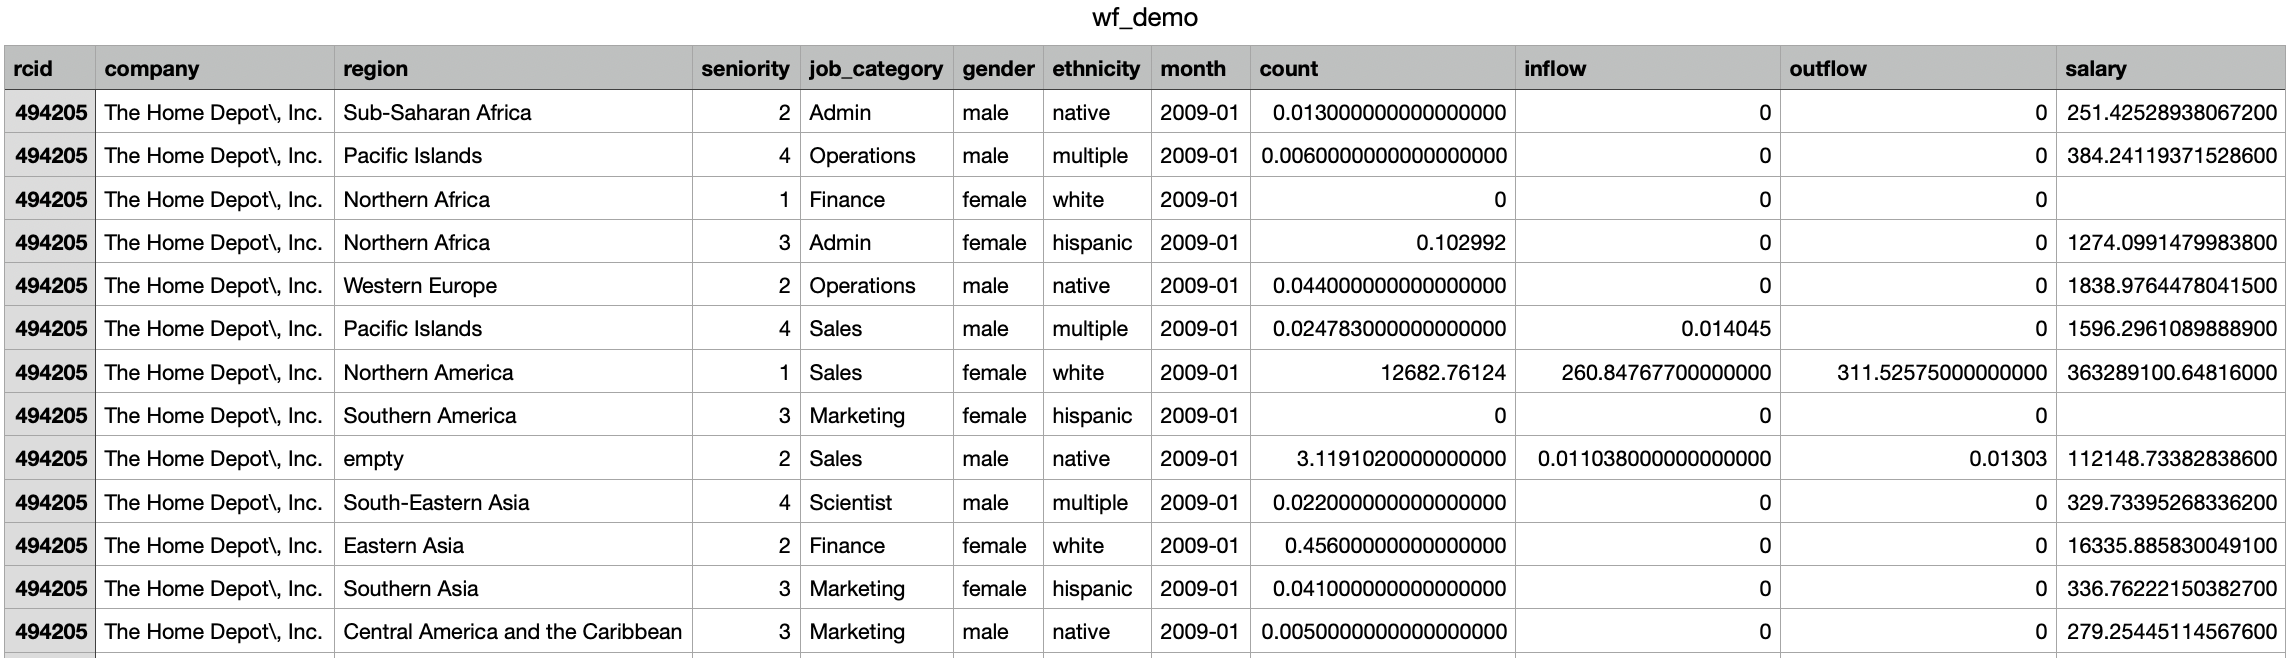 wf_demo
rcid company region seniority job_category gender ethnicity month count inflow outflow salary
494205 The Home Depot\, Inc. Sub-Saharan Africa 2 Admin male native 2009-01 0.013000000000000000 0 0 251.42528938067200
494205 The Home Depot\, Inc. Pacific Islands 4 Operations male multiple 2009-01 0.0060000000000000000 0 0 384.24119371528600
494205 The Home Depot\, Inc. Northern Africa 1 Finance female white 2009-01 0 0 0
494205 The Home Depot\, Inc. Northern Africa 3 Admin female hispanic 2009-01 0.102992 0 0 1274.0991479983800
494205 The Home Depot\, Inc. Western Europe 2 Operations male native 2009-01 0.044000000000000000 0 0 1838.9764478041500
494205 The Home Depot\, Inc. Pacific Islands 4 Sales male multiple 2009-01 0.024783000000000000 0.014045 0 1596.2961089888900
494205 The Home Depot\, Inc. Northern America 1 Sales female white 2009-01 12682.76124 260.84767700000000 311.52575000000000 363289100.64816000
494205 The Home Depot\, Inc. Southern America 3 Marketing female hispanic 2009-01 0 0 0
494205 The Home Depot\, Inc. empty 2 Sales male native 2009-01 3.1191020000000000 0.011038000000000000 0.01303 112148.73382838600
494205 The Home Depot\, Inc. South-Eastern Asia 4 Scientist male multiple 2009-01 0.022000000000000000 0 0 329.73395268336200
494205 The Home Depot\, Inc. Eastern Asia 2 Finance female white 2009-01 0.45600000000000000 0 0 16335.885830049100
494205 The Home Depot\, Inc. Southern Asia 3 Marketing female hispanic 2009-01 0.041000000000000000 0 0 336.76222150382700
494205 The Home Depot\, Inc. Central America and the Caribbean 3 Marketing male native 2009-01 0.0050000000000000000 0 0 279.25445114567600